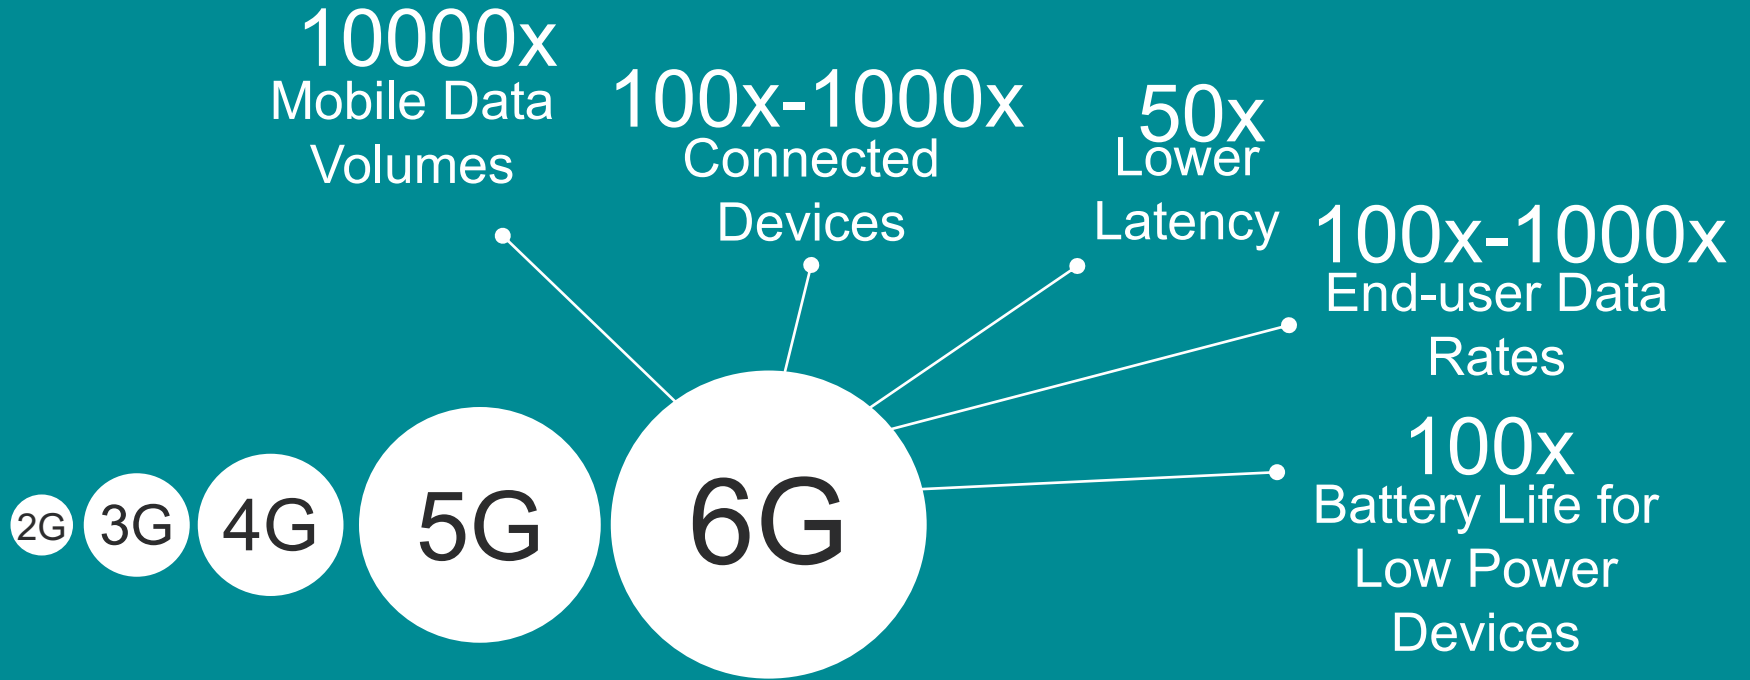 10000x
Mobile Data
Volumes
100x-1000x
Connected
Devices
50x
Lower
Latency
100x-1000x
End-user Data
Rates
100x
Battery Life for
Low Power
Devices
2G
3G
4G
5G
6G